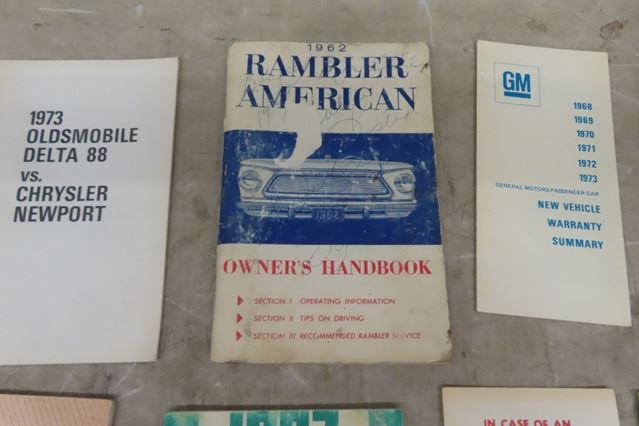 1973
OLDSMOBILE
DELTA 88
vs.
CHRYSLER
NEWPORT
1962
RAMBLER
AMERICAN
1962
OWNER'S HANDBOOK
SECTION I OPERATING INFORMATION
SECTION II TIPS ON DRIVING
SECTION III RECOMMENDED RAMBLER SERVICE
GM
1968
1969
1970
1971
1972
1973
GENERAL MOTORS PASSENGER CAR
NEW VEHICLE
WARRANTY
SUMMARY
IN CASE OF AN